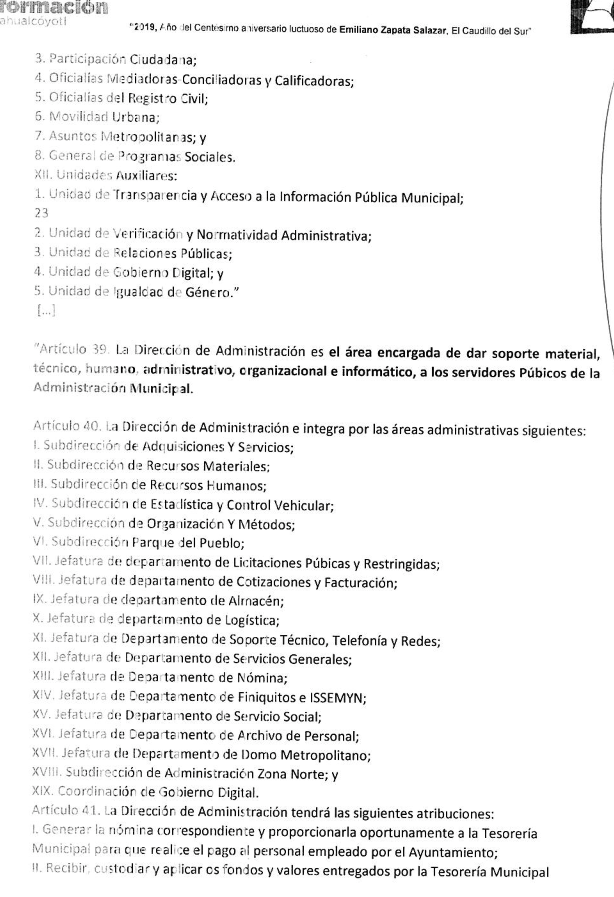 formación
ahualcóyotl
"2019, Año del Centésimo aniversario luctuoso de Emiliano Zapata Salazar, El Caudillo del Sur"
3. Participación Ciudadana;
4. Oficialías Mediadoras-Conciliadoras y Calificadoras;
5. Oficialías del Registro Civil;
6. Movilidad Urbana;
7. Asuntos Metropolitanas; y
8. General de Programas Sociales.
XII. Unidades Auxiliares:
1. Unidad de Transparencia y Acceso a la Información Pública Municipal;
23
2. Unidad de Verificación y Normatividad Administrativa;
3. Unidad de Relaciones Públicas;
4. Unidad de Gobierno Digital; y
5. Unidad de Igualdad de Género."
[...]
"Artículo 39. La Dirección de Administración es el área encargada de dar soporte material,
técnico, humano, administrativo, organizacional e informático, a los servidores Púbicos de la
Administración Municipal.
Artículo 40. La Dirección de Administración e integra por las áreas administrativas siguientes:
I. Subdirección de Adquisiciones Y Servicios;
II. Subdirección de Recursos Materiales;
III. Subdirección de Recursos Humanos;
IV. Subdirección de Estadística y Control Vehicular;
V. Subdirección de Organización Y Métodos;
VI. Subdirección Parque del Pueblo;
VII. Jefatura de departamento de Licitaciones Púbicas y Restringidas;
VIII. Jefatura de departamento de Cotizaciones y Facturación;
IX. Jefatura de departamento de Almacén;
X. Jefatura de departamento de Logística;
XI. Jefatura de Departamento de Soporte Técnico, Telefonía y Redes;
XII. Jefatura de Departamento de Servicios Generales;
XIII. Jefatura de Departamento de Nómina;
XIV. Jefatura de Departamento de Finiquitos e ISSEMYN;
XV. Jefatura de Departamento de Servicio Social;
XVI. Jefatura de Departamento de Archivo de Personal;
XVII. Jefatura de Departamento de Domo Metropolitano;
XVIII. Subdirección de Administración Zona Norte; y
XIX. Coordinación de Gobierno Digital.
Artículo 41. La Dirección de Administración tendrá las siguientes atribuciones:
I. Generar la nómina correspondiente y proporcionarla oportunamente a la Tesorería
Municipal para que realice el pago al personal empleado por el Ayuntamiento;
II. Recibir, custodiar y aplicar os fondos y valores entregados por la Tesorería Municipal